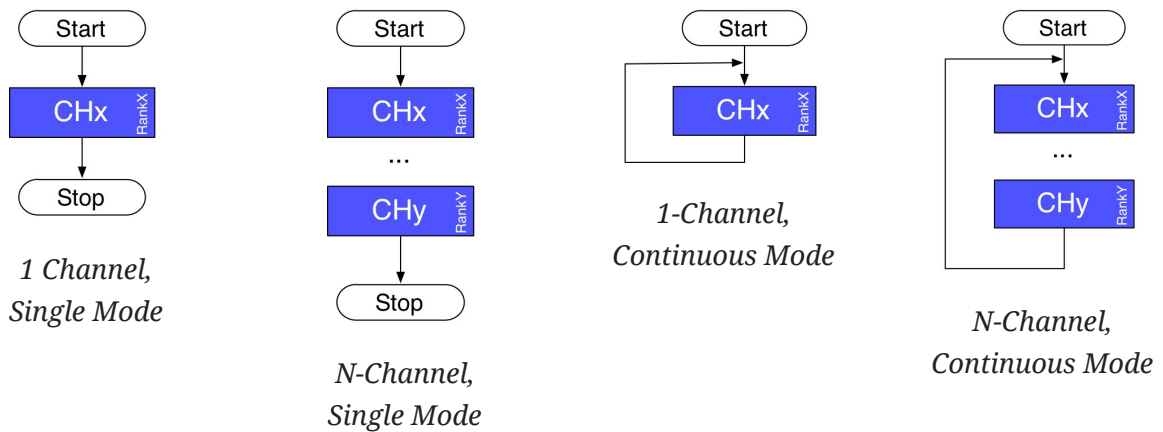 Start
CHx
RankX
Stop
1 Channel,
Single Mode
Start
CHx
RankX
...
CHy
RankY
Stop
N-Channel,
Single Mode
Start
CHx
RankX
1-Channel,
Continuous Mode
Start
CHx
RankX
...
CHy
RankY
N-Channel,
Continuous Mode